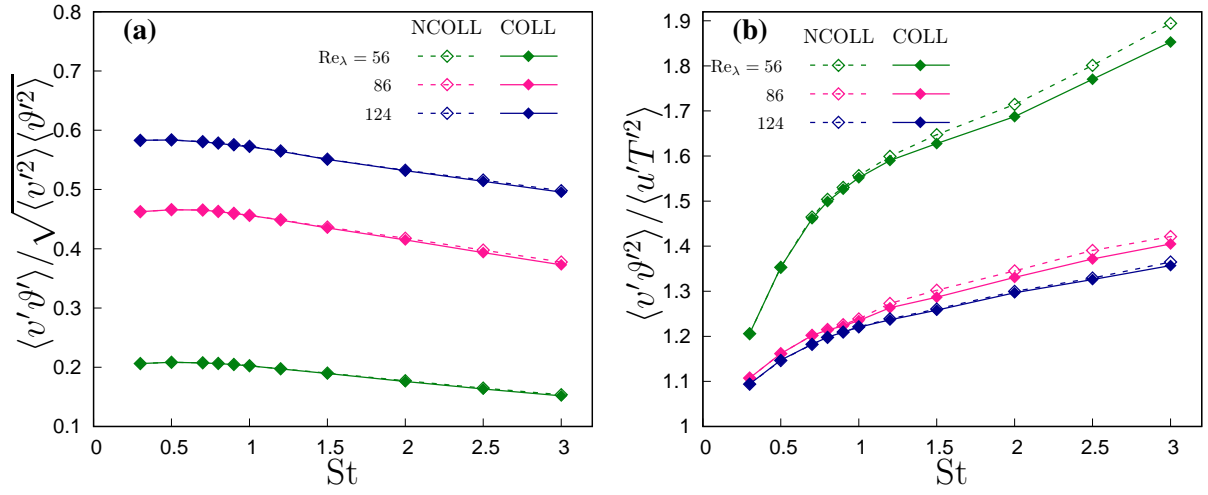 (a)
NCOLL COLL
Reλ = 56
86
124
⟨v′ϑ′⟩/√⟨v′²⟩⟨ϑ′²⟩
0.8
0.7
0.6
0.5
0.4
0.3
0.2
0.1
0 0.5 1 1.5 2 2.5 3
St
(b)
NCOLL COLL
Reλ = 56
86
124
⟨v′ϑ′²⟩/⟨u′T′²⟩
1.9
1.8
1.7
1.6
1.5
1.4
1.3
1.2
1.1
1
0 0.5 1 1.5 2 2.5 3
St